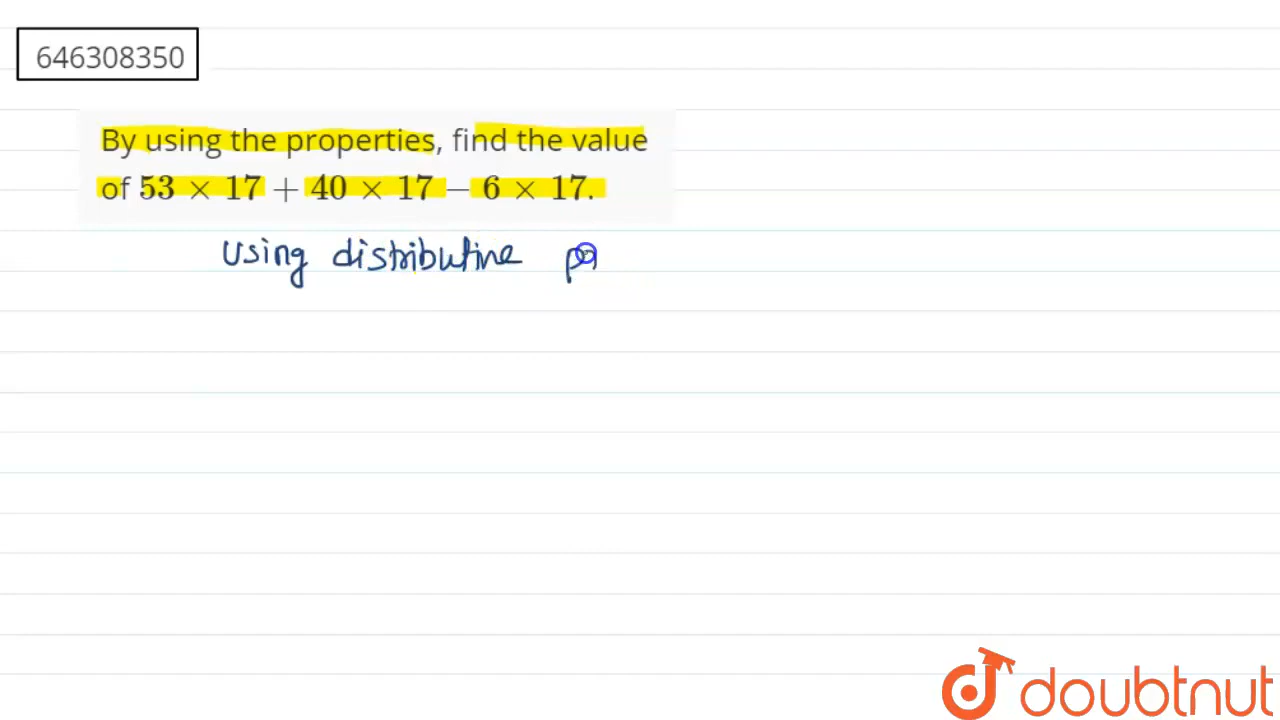 646308350
By using the properties, find the value
of 53 × 17 + 40 × 17 − 6 × 17.
Using distributive
doubtnut